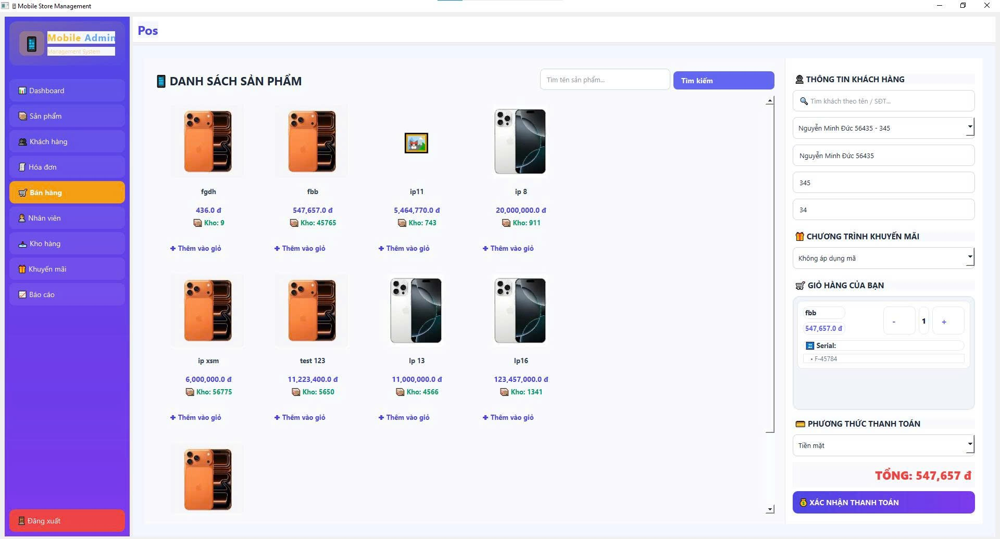 Mobile Store Management
Mobile Admin
Management System
Dashboard
Sản phẩm
Khách hàng
Hóa đơn
Bán hàng
Nhân viên
Kho hàng
Khuyến mãi
Báo cáo
Đăng xuất
Pos
DANH SÁCH SẢN PHẨM
Tìm tên sản phẩm...
Tìm kiếm
fgdh
436.0 đ
Kho: 9
+ Thêm vào giỏ
fbb
547,657.0 đ
Kho: 45765
+ Thêm vào giỏ
ip11
5,464,770.0 đ
Kho: 743
+ Thêm vào giỏ
ip 8
20,000,000.0 đ
Kho: 911
+ Thêm vào giỏ
ip xsm
6,000,000.0 đ
Kho: 56775
+ Thêm vào giỏ
test 123
11,223,400.0 đ
Kho: 5650
+ Thêm vào giỏ
Ip 13
11,000,000.0 đ
Kho: 4566
+ Thêm vào giỏ
Ip16
123,457,000.0 đ
Kho: 1341
+ Thêm vào giỏ
THÔNG TIN KHÁCH HÀNG
Tìm khách theo tên / SĐT...
Nguyễn Minh Đức 56435 - 345
Nguyễn Minh Đức 56435
345
34
CHƯƠNG TRÌNH KHUYẾN MÃI
Không áp dụng mã
GIỎ HÀNG CỦA BẠN
fbb
547,657.0 đ
- 1 +
Serial:
• F-45784
PHƯƠNG THỨC THANH TOÁN
Tiền mặt
TỔNG: 547,657 đ
XÁC NHẬN THANH TOÁN